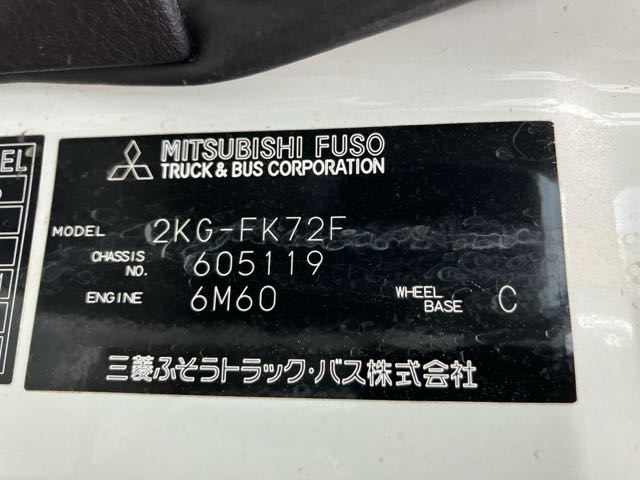 MITSUBISHI FUSO
TRUCK & BUS CORPORATION
MODEL 2KG-FK72F
CHASSIS NO. 605119
ENGINE 6M60 WHEEL BASE C
三菱ふそうトラック・バス株式会社
EL